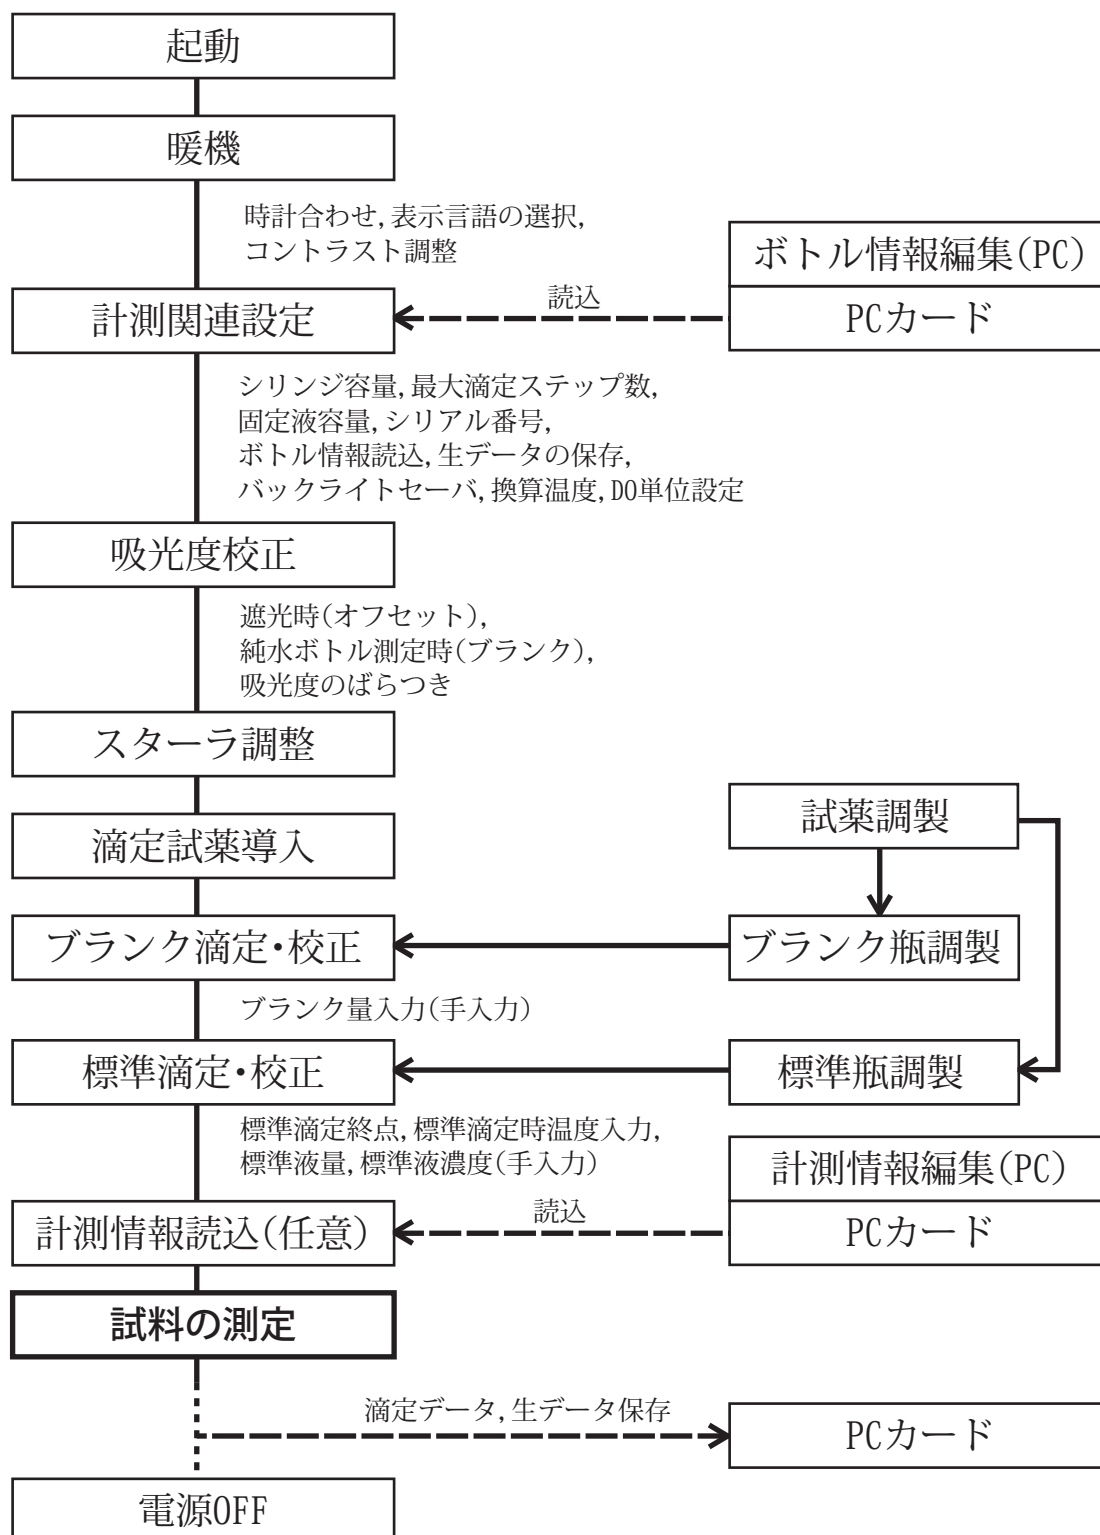 起動
暖機
時計合わせ,表示言語の選択,
コントラスト調整
ボトル情報編集(PC)
計測関連設定
読込
PCカード
シリンジ容量,最大滴定ステップ数,
固定液容量,シリアル番号,
ボトル情報読込,生データの保存,
バックライトセーバ,換算温度,DO単位設定
吸光度校正
遮光時(オフセット),
純水ボトル測定時(ブランク),
吸光度のばらつき
スターラ調整
試薬調製
滴定試薬導入
ブランク滴定・校正
ブランク瓶調製
ブランク量入力(手入力)
標準滴定・校正
標準瓶調製
標準滴定終点,標準滴定時温度入力,
標準液量,標準液濃度(手入力)
計測情報編集(PC)
計測情報読込(任意)
読込
PCカード
試料の測定
滴定データ,生データ保存
PCカード
電源OFF